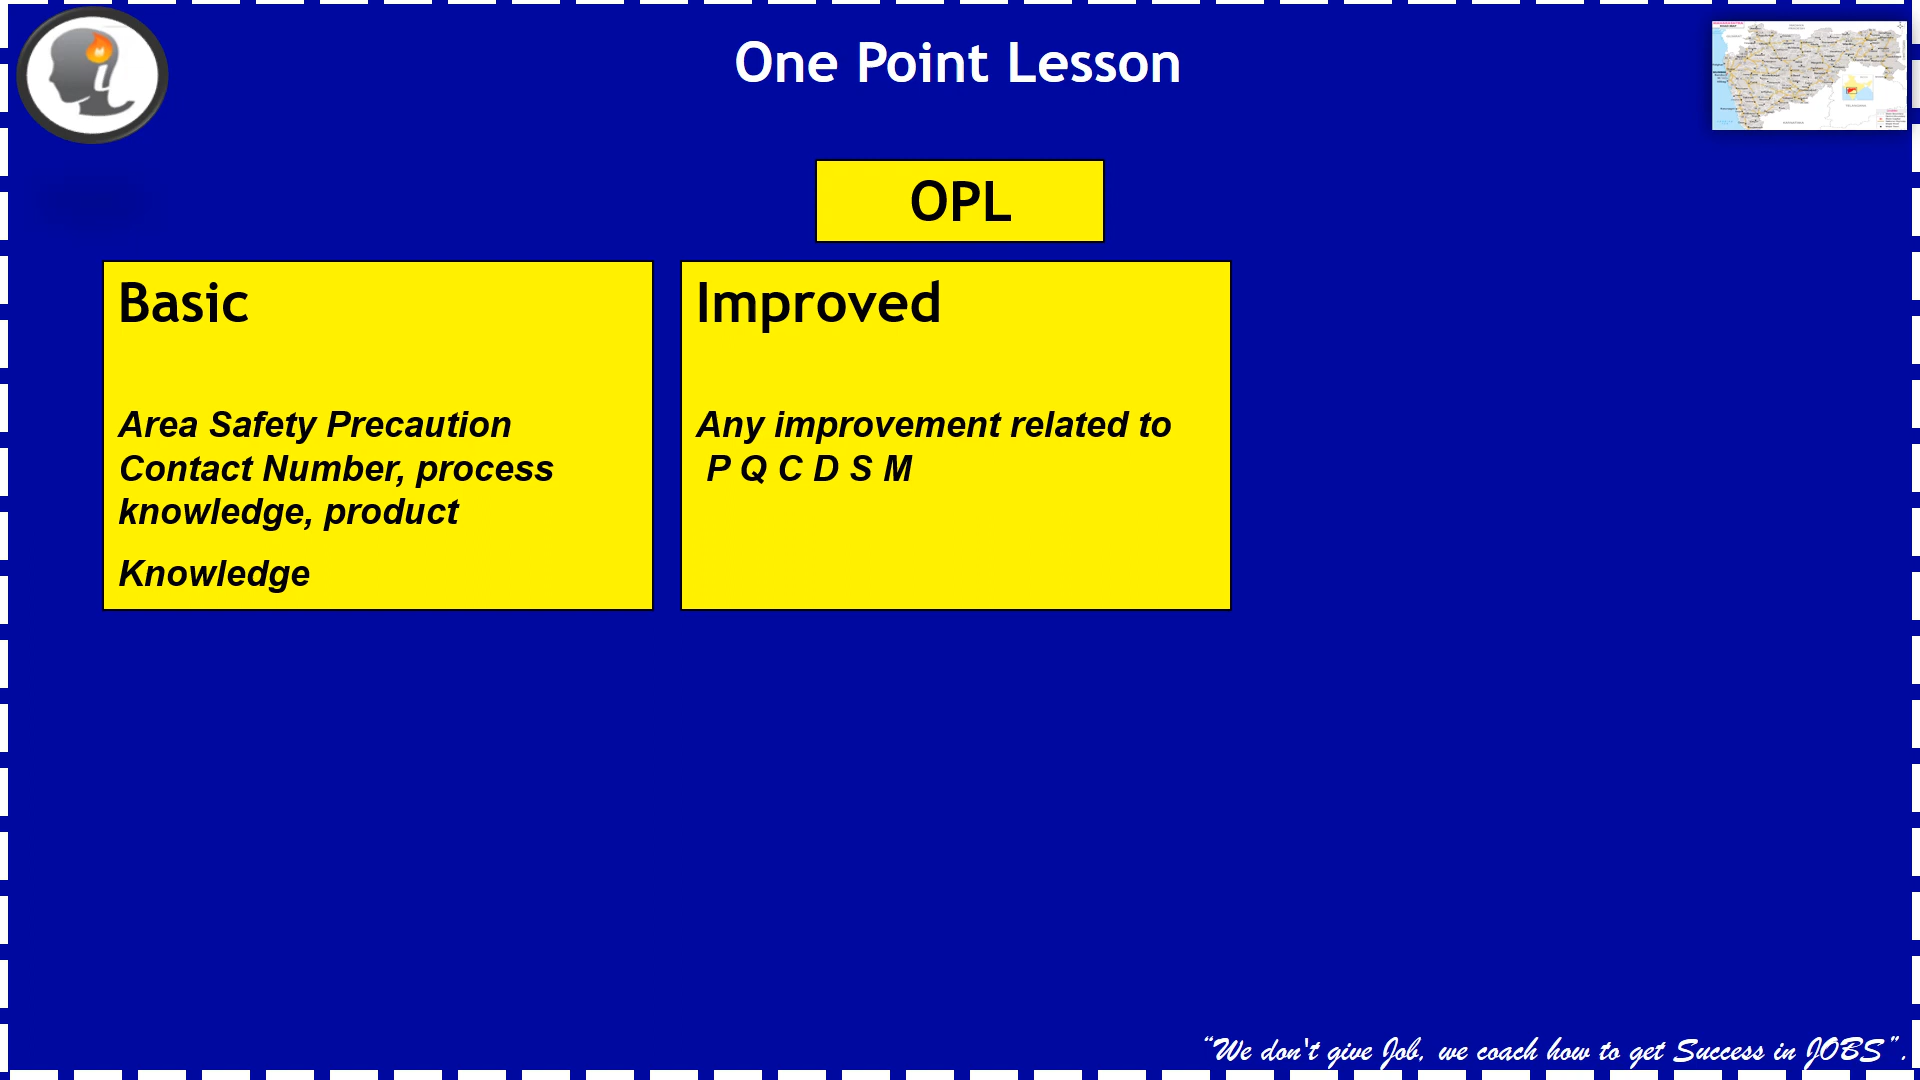 One Point Lesson
OPL
Basic
Area Safety Precaution
Contact Number, process
knowledge, product
Knowledge
Improved
Any improvement related to
P Q C D S M
“We don't give Job, we coach how to get Success in JOBS”.